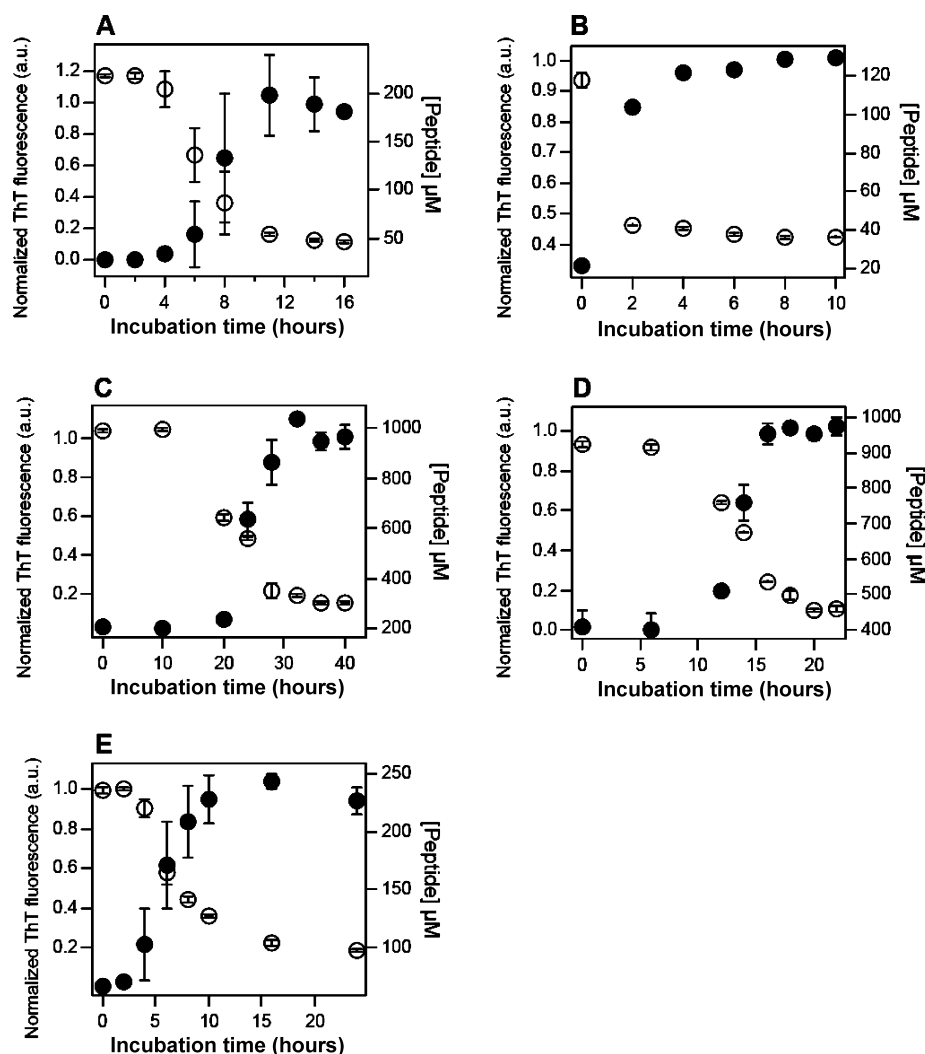 A
Normalized ThT fluorescence (a.u.)
1.2
1.0
0.8
0.6
0.4
0.2
0.0
200
150
100
50
[Peptide] μM
0 4 8 12 16
Incubation time (hours)
B
Normalized ThT fluorescence (a.u.)
1.0
0.9
0.8
0.7
0.6
0.5
0.4
120
100
80
60
40
20
[Peptide] μM
0 2 4 6 8 10
Incubation time (hours)
C
Normalized ThT fluorescence (a.u.)
1.0
0.8
0.6
0.4
0.2
1000
800
600
400
200
[Peptide] μM
0 10 20 30 40
Incubation time (hours)
D
Normalized ThT fluorescence (a.u.)
1.0
0.8
0.6
0.4
0.2
0.0
1000
900
800
700
600
500
400
[Peptide] μM
0 5 10 15 20
Incubation time (hours)
E
Normalized ThT fluorescence (a.u.)
1.0
0.8
0.6
0.4
0.2
250
200
150
100
[Peptide] μM
0 5 10 15 20
Incubation time (hours)